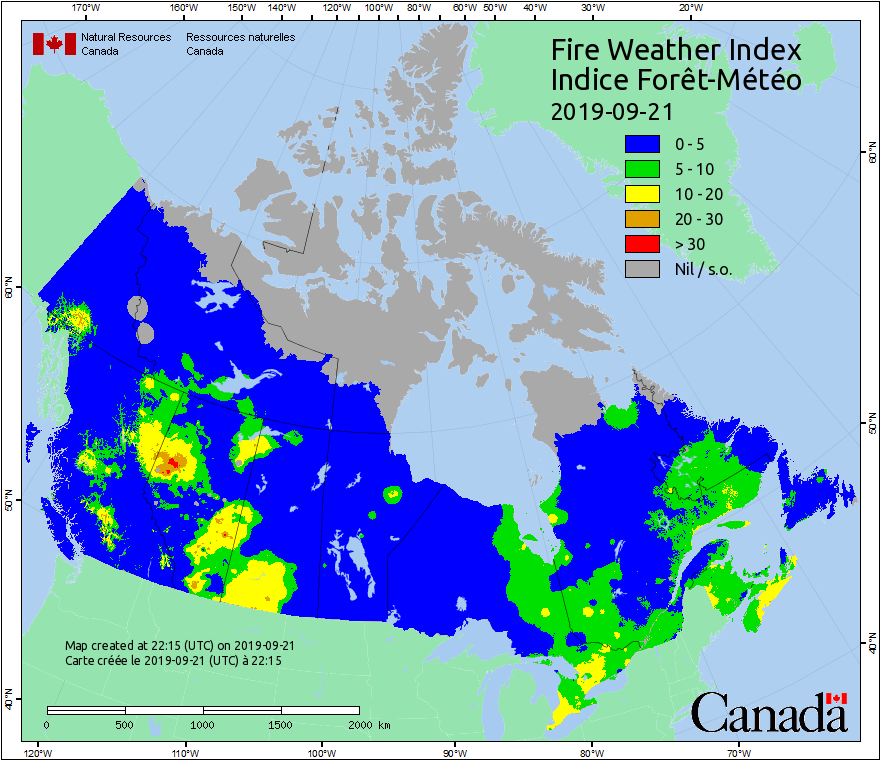 170°W 160°W 150°W 140°W 130°W 120°W 110°W 100°W 90°W 80°W 70°W 60°W 50°W 40°W 30°W 20°W
Natural Resources Ressources naturelles
Canada Canada
Fire Weather Index
Indice Forêt-Météo
2019-09-21
0 - 5
5 - 10
10 - 20
20 - 30
> 30
Nil / s.o.
60°N
60°N
50°N
50°N
40°N
40°N
Map created at 22:15 (UTC) on 2019-09-21
Carte créée le 2019-09-21 (UTC) à 22:15
0 500 1000 1500 2000 km
Canada
120°W 110°W 100°W 90°W 80°W 70°W